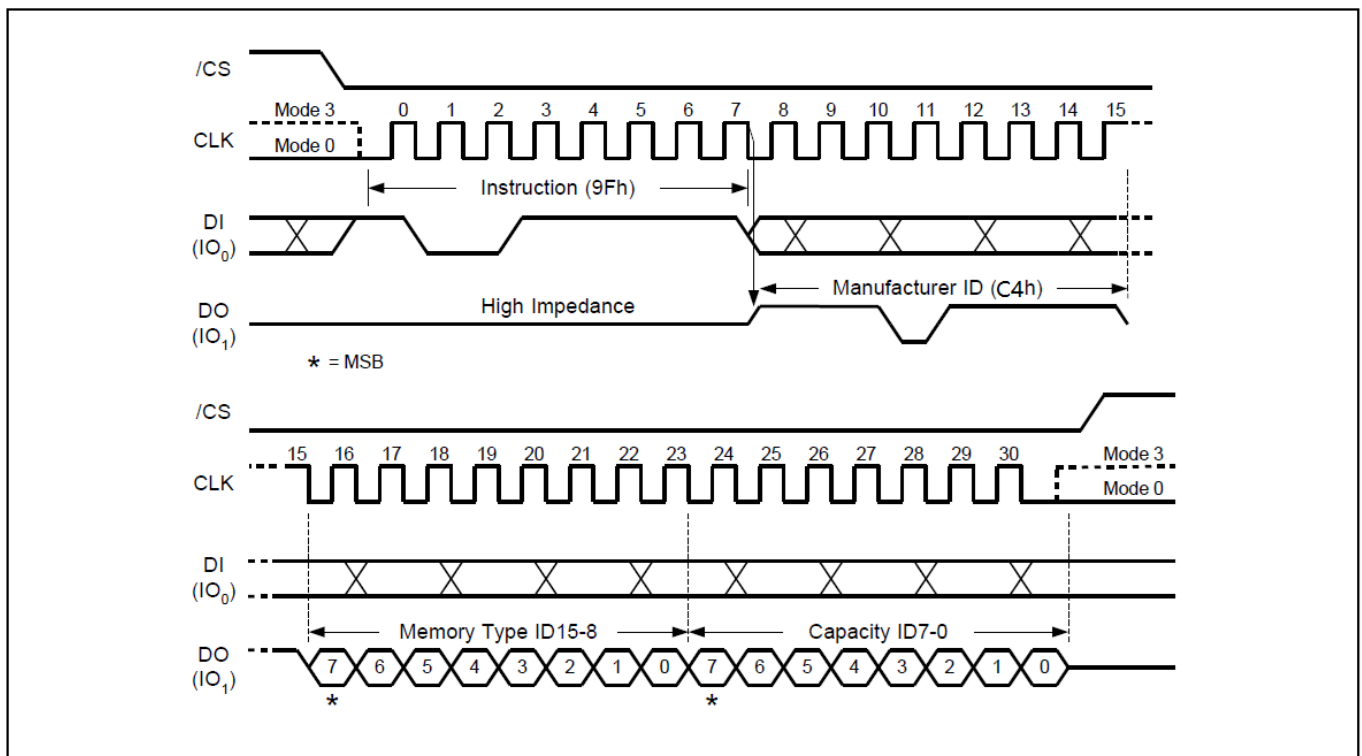 /CS
Mode 3 0 1 2 3 4 5 6 7 8 9 10 11 12 13 14 15
CLK
Mode 0
Instruction (9Fh)
DI
(IO0)
Manufacturer ID (C4h)
High Impedance
DO
(IO1)
* = MSB
/CS
15 16 17 18 19 20 21 22 23 24 25 26 27 28 29 30 Mode 3
CLK
Mode 0
DI
(IO0)
Memory Type ID15-8 Capacity ID7-0
DO
7 6 5 4 3 2 1 0 7 6 5 4 3 2 1 0
(IO1)
* *